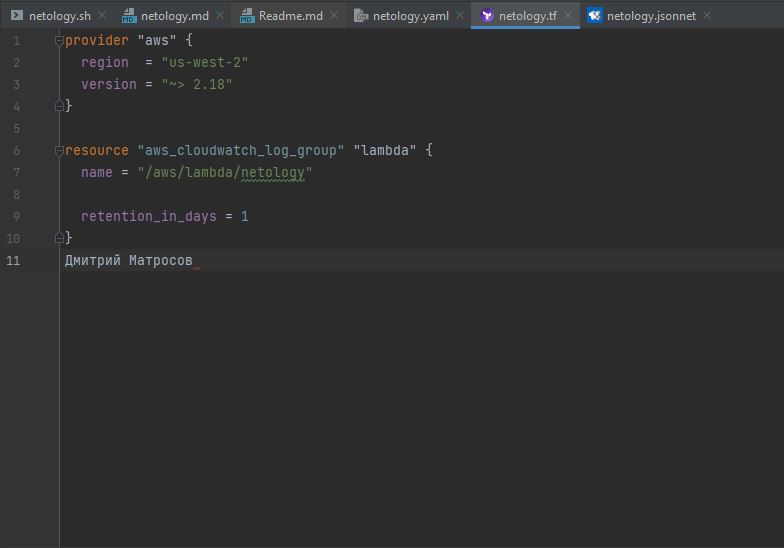 netology.sh netology.md Readme.md netology.yaml netology.tf netology.jsonnet
1 provider "aws" {
2   region  = "us-west-2"
3   version = "~> 2.18"
4 }
5
6 resource "aws_cloudwatch_log_group" "lambda" {
7   name = "/aws/lambda/netology"
8
9   retention_in_days = 1
10 }
11 Дмитрий Матросов